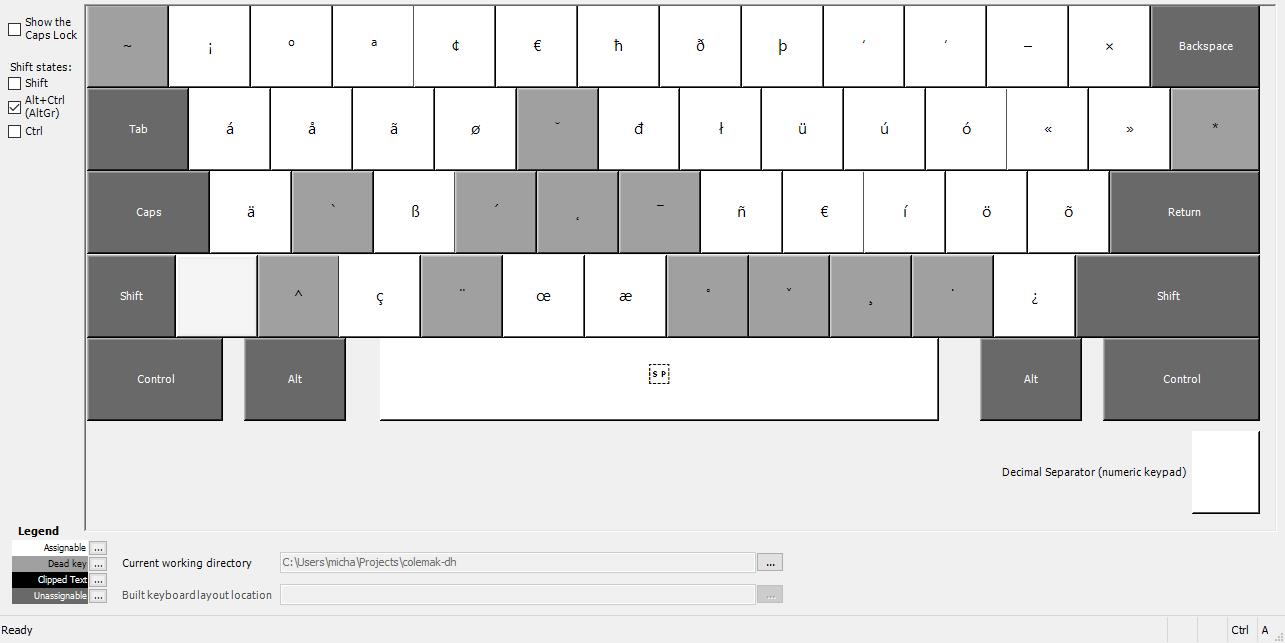 Show the
Caps Lock
Shift states:
Shift
Alt+Ctrl
(AltGr)
Ctrl
~ ¡ º ª ¢ € ħ ð þ ‘ ’ – × Backspace
Tab á å ã ø ˘ đ ł ü ú ó « » *
Caps ä ` ß ´ ˛ ¯ ñ € í ö õ Return
Shift ^ ç ¨ œ æ ˚ ˇ ¸ ˙ ¿ Shift
Control Alt SP Alt Control
Decimal Separator (numeric keypad)
Legend
Assignable ...
Dead key ...
Clipped Text ...
Unassignable ...
Current working directory C:\Users\micha\Projects\colemak-dh ...
Built keyboard layout location ...
Ready Ctrl A